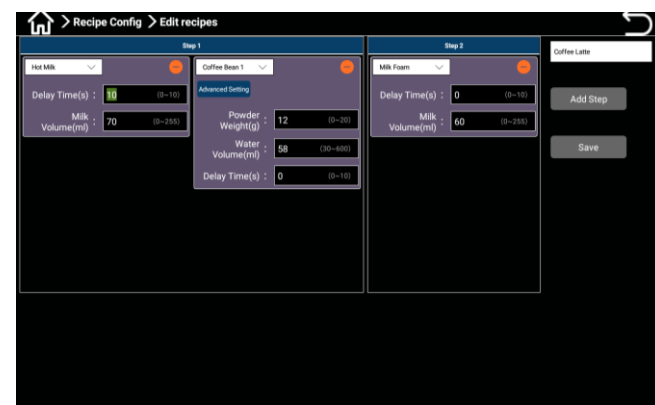 Recipe Config
Edit recipes
Step 1
Hot Milk
Delay Time(s) : 10 (0~10)
Milk
Volume(ml) : 70 (0~255)
Coffee Bean 1
Advanced Setting
Powder
Weight(g) : 12 (0~20)
Water
Volume(ml) : 58 (30~600)
Delay Time(s) : 0 (0~10)
Step 2
Milk Foam
Delay Time(s) : 0 (0~10)
Milk
Volume(ml) : 60 (0~255)
Coffee Latte
Add Step
Save